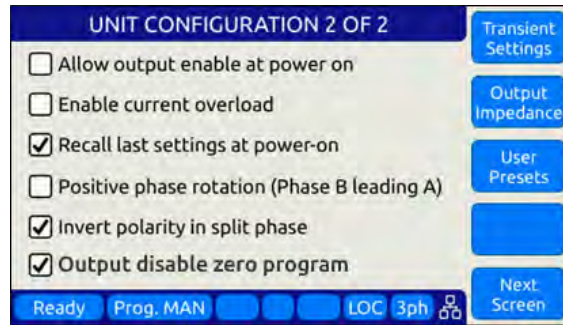 UNIT CONFIGURATION 2 OF 2
Allow output enable at power on
Enable current overload
Recall last settings at power-on
Positive phase rotation (Phase B leading A)
Invert polarity in split phase
Output disable zero program
Transient
Settings
Output
Impedance
User
Presets
Next
Screen
Ready Prog. MAN LOC 3ph